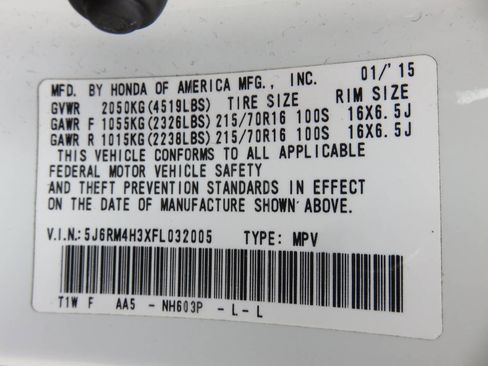 MFD. BY HONDA OF AMERICA MFG., INC. 01/'15
GVWR 2050KG(4519LBS) TIRE SIZE RIM SIZE
GAWR F 1055KG(2326LBS) 215/70R16 100S 16X6.5J
GAWR R 1015KG(2238LBS) 215/70R16 100S 16X6.5J
THIS VEHICLE CONFORMS TO ALL APPLICABLE
FEDERAL MOTOR VEHICLE SAFETY
AND THEFT PREVENTION STANDARDS IN EFFECT
ON THE DATE OF MANUFACTURE SHOWN ABOVE.
V.I.N.:5J6RM4H3XFL032005 TYPE: MPV
T1W F AA5 - NH603P - L - L